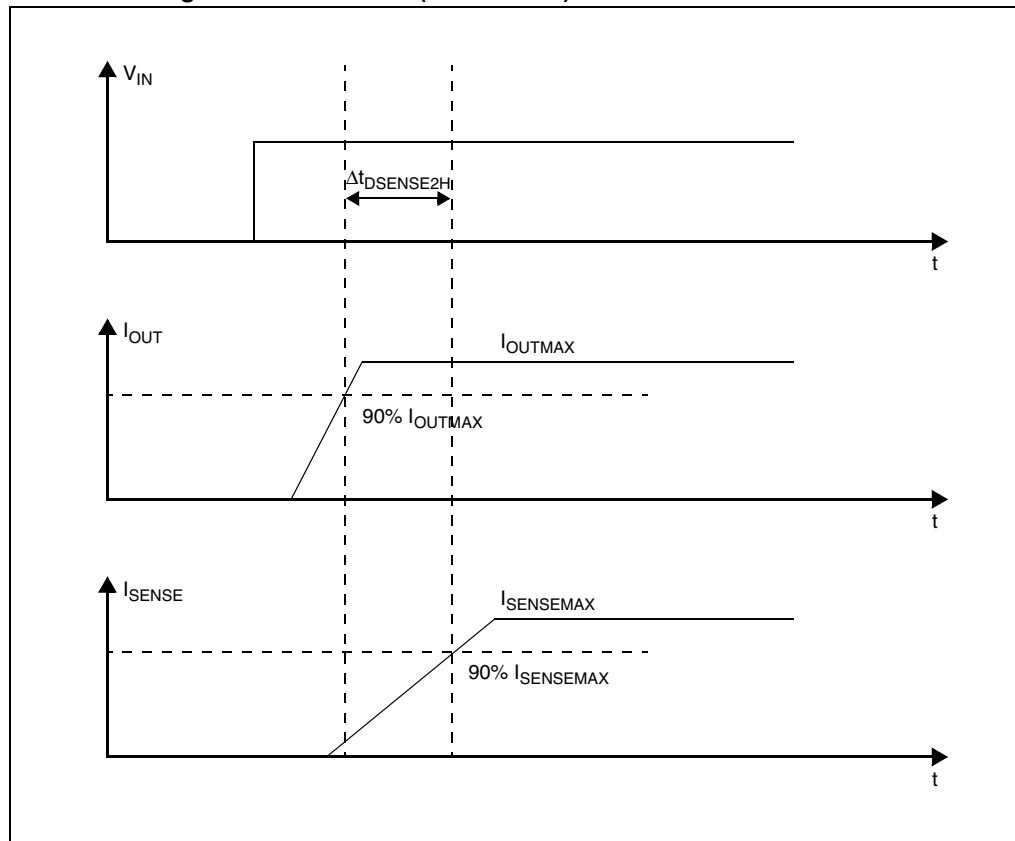 V_IN
Δt_DSENSE2H
t
I_OUT
I_OUTMAX
90% I_OUTMAX
t
I_SENSE
I_SENSEMAX
90% I_SENSEMAX
t